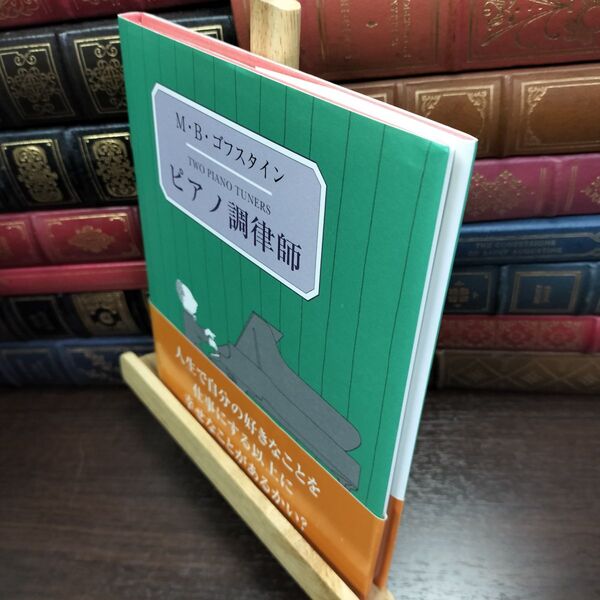 M・B・ゴフスタイン
TWO PIANO TUNERS
ピアノ調律師
人生で自分の好きなことを
仕事にする以上に
幸せなことがあるかい？